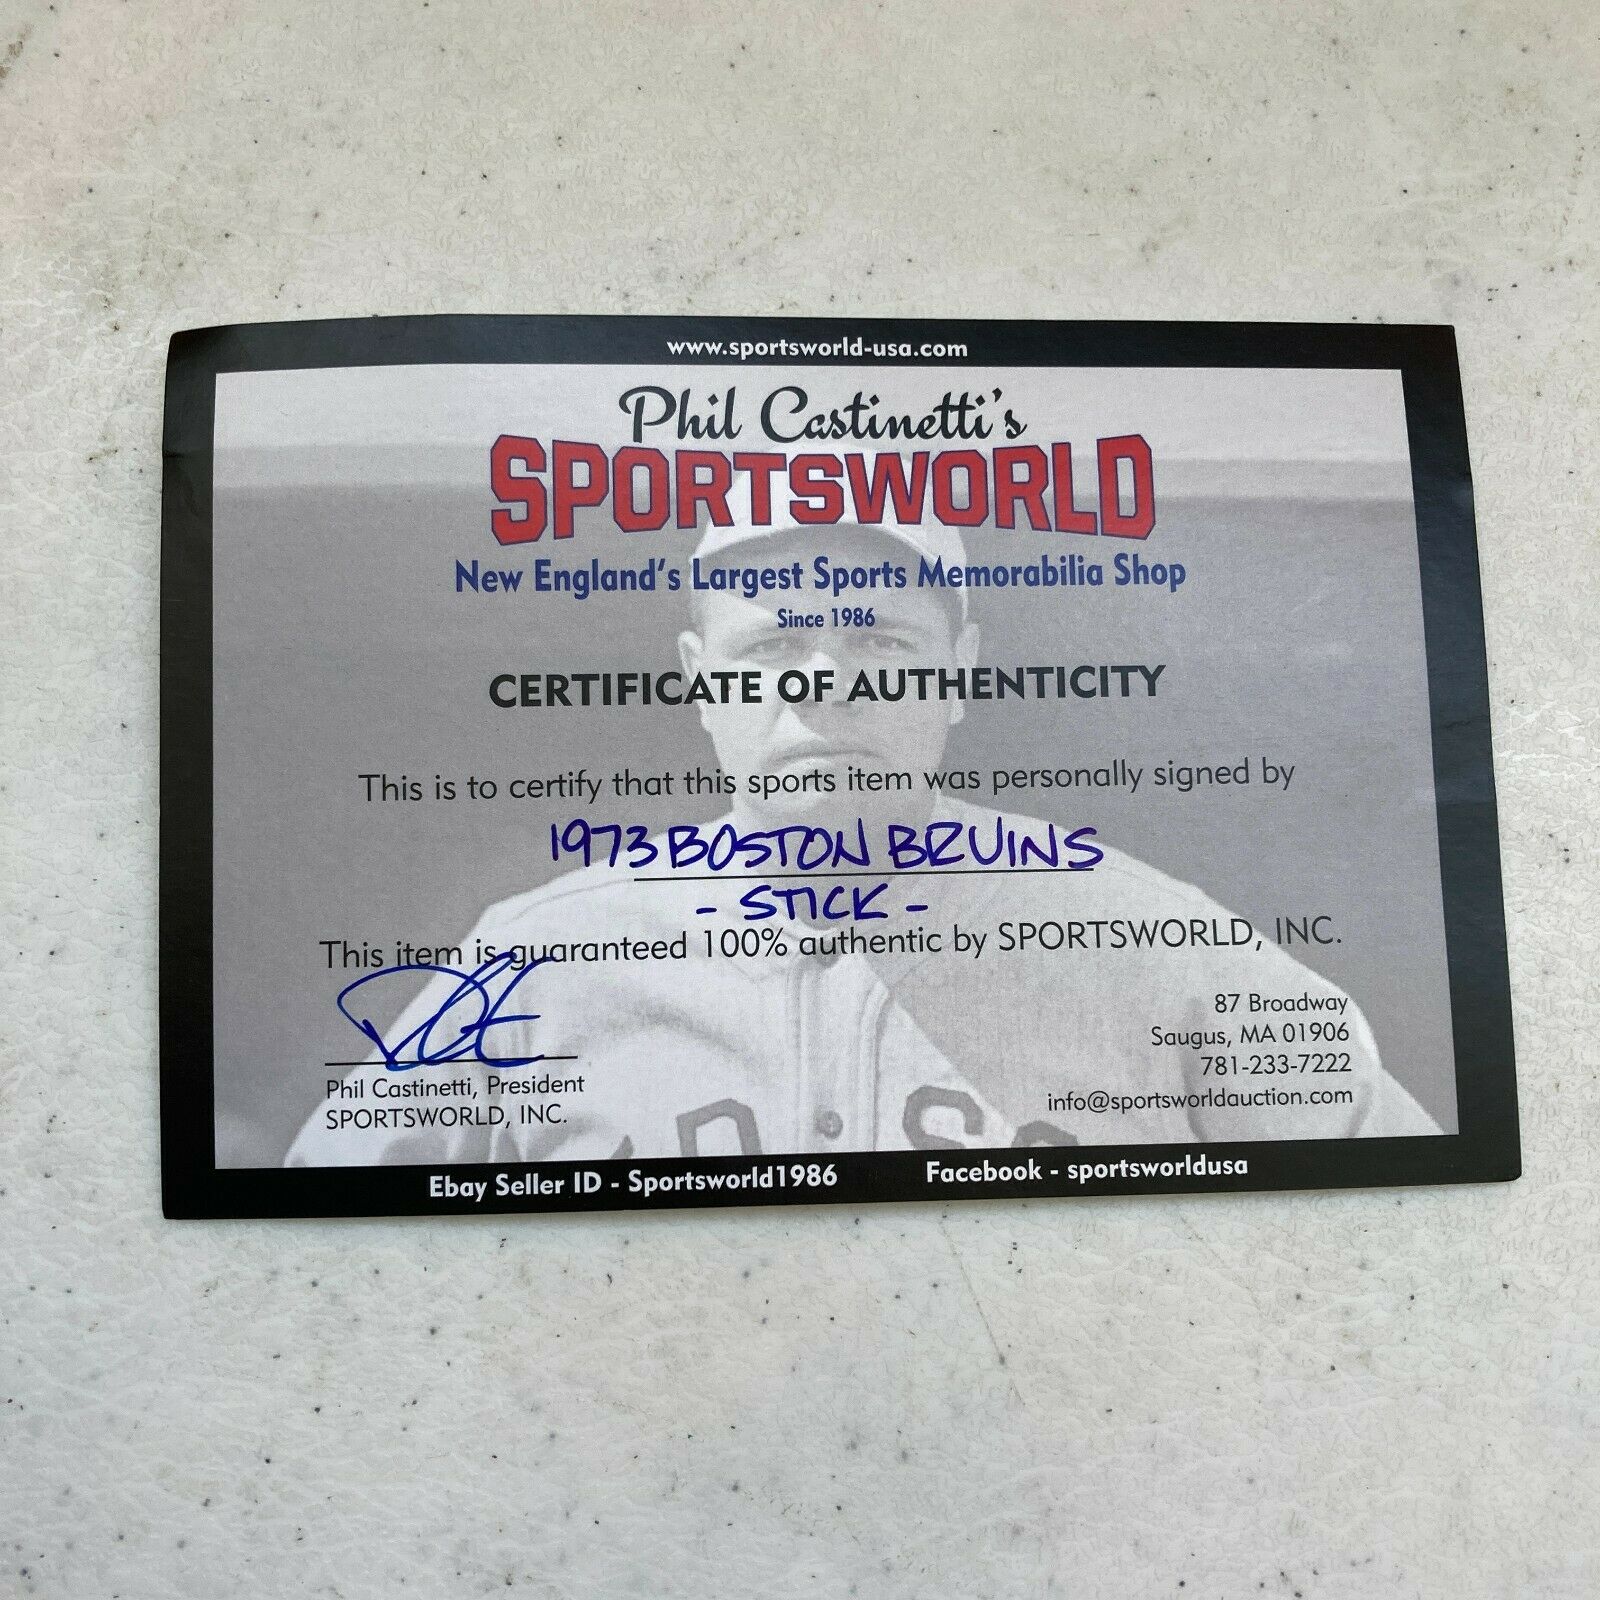 www.sportsworld-usa.com
Phil Castinetti's
SPORTSWORLD
New England's Largest Sports Memorabilia Shop
Since 1986
CERTIFICATE OF AUTHENTICITY
This is to certify that this sports item was personally signed by
1973 BOSTON BRUINS
- STICK -
This item is guaranteed 100% authentic by SPORTSWORLD, INC.
Phil Castinetti, President
SPORTSWORLD, INC.
87 Broadway
Saugus, MA 01906
781-233-7222
info@sportsworldauction.com
Ebay Seller ID - Sportsworld1986
Facebook - sportsworldusa